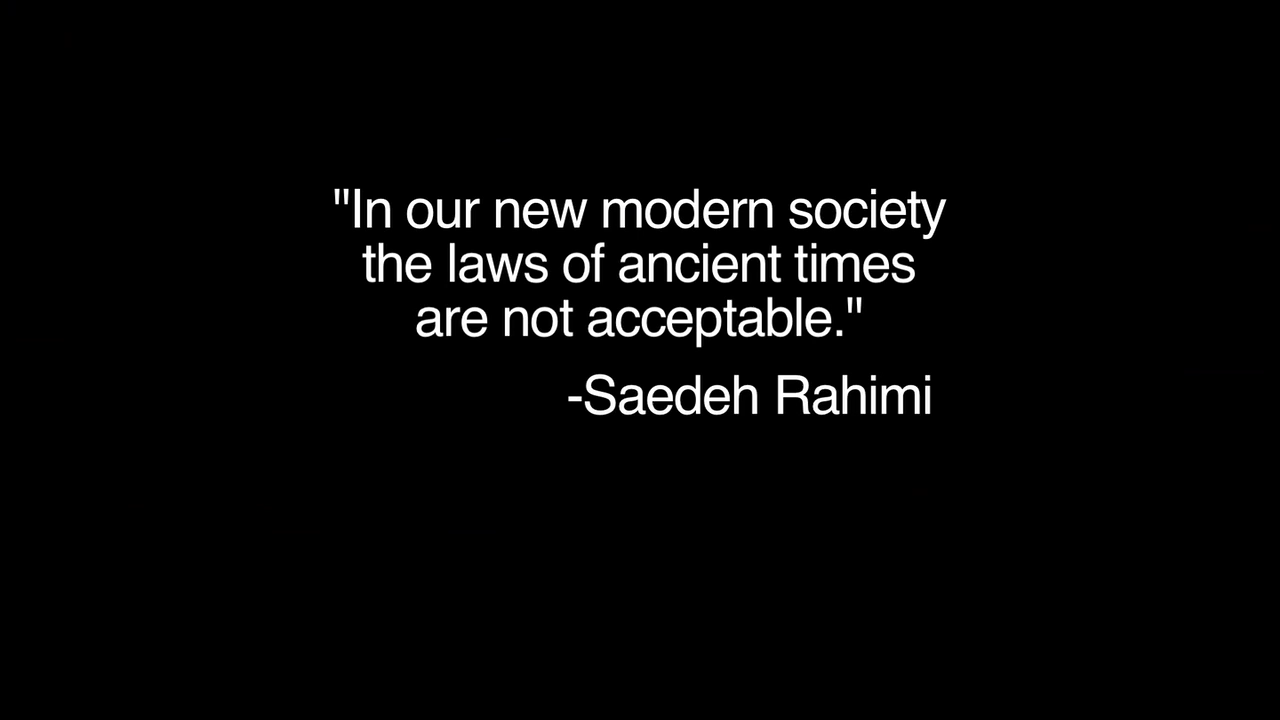 "In our new modern society
the laws of ancient times
are not acceptable."
-Saedeh Rahimi